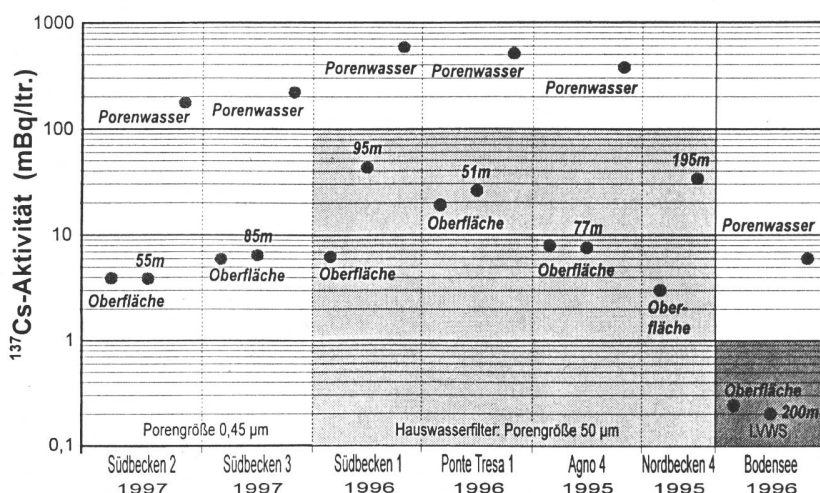 ¹³⁷Cs-Aktivität (mBq/ltr.)
1000
100
10
1
0,1
Porenwasser
55m
Oberfläche
Porenwasser
85m
Oberfläche
Porenwasser
95m
Oberfläche
Porenwasser
51m
Oberfläche
Porenwasser
77m
Oberfläche
195m
Ober-
fläche
Porenwasser
Oberfläche
200m
LVWS
Porengröße 0,45 µm
Hauswasserfilter: Porengröße 50 µm
Südbecken 2
1997
Südbecken 3
1997
Südbecken 1
1996
Ponte Tresa 1
1996
Agno 4
1995
Nordbecken 4
1995
Bodensee
1996